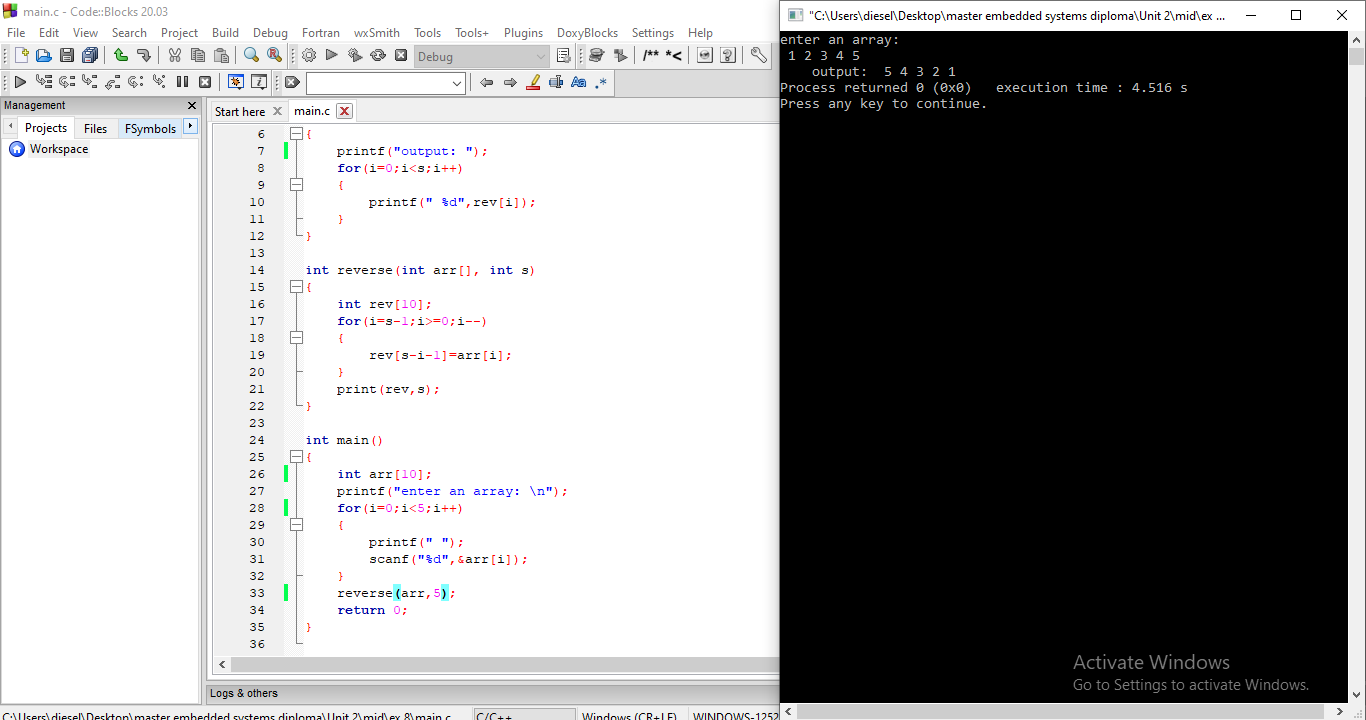 main.c - Code::Blocks 20.03
File Edit View Search Project Build Debug Fortran wxSmith Tools Tools+ Plugins DoxyBlocks Settings Help
Debug
/** *<
Aa .*
Management
Projects Files FSymbols
Workspace
Start here main.c
6 {
7 printf("output: ");
8 for(i=0;i<s;i++)
9 {
10 printf(" %d",rev[i]);
11 }
12 }
13
14 int reverse(int arr[], int s)
15 {
16 int rev[10];
17 for(i=s-1;i>=0;i--)
18 {
19 rev[s-i-1]=arr[i];
20 }
21 print(rev,s);
22 }
23
24 int main()
25 {
26 int arr[10];
27 printf("enter an array: \n");
28 for(i=0;i<5;i++)
29 {
30 printf(" ");
31 scanf("%d",&arr[i]);
32 }
33 reverse(arr,5);
34 return 0;
35 }
36
Logs & others
C:\Users\diesel\Desktop\master embedded systems diploma\Unit 2\mid\ex 8\main.c C/C++ Windows (CR+LF) WINDOWS-1252
"C:\Users\diesel\Desktop\master embedded systems diploma\Unit 2\mid\ex ...
enter an array:
1 2 3 4 5
output: 5 4 3 2 1
Process returned 0 (0x0) execution time : 4.516 s
Press any key to continue.
Activate Windows
Go to Settings to activate Windows.